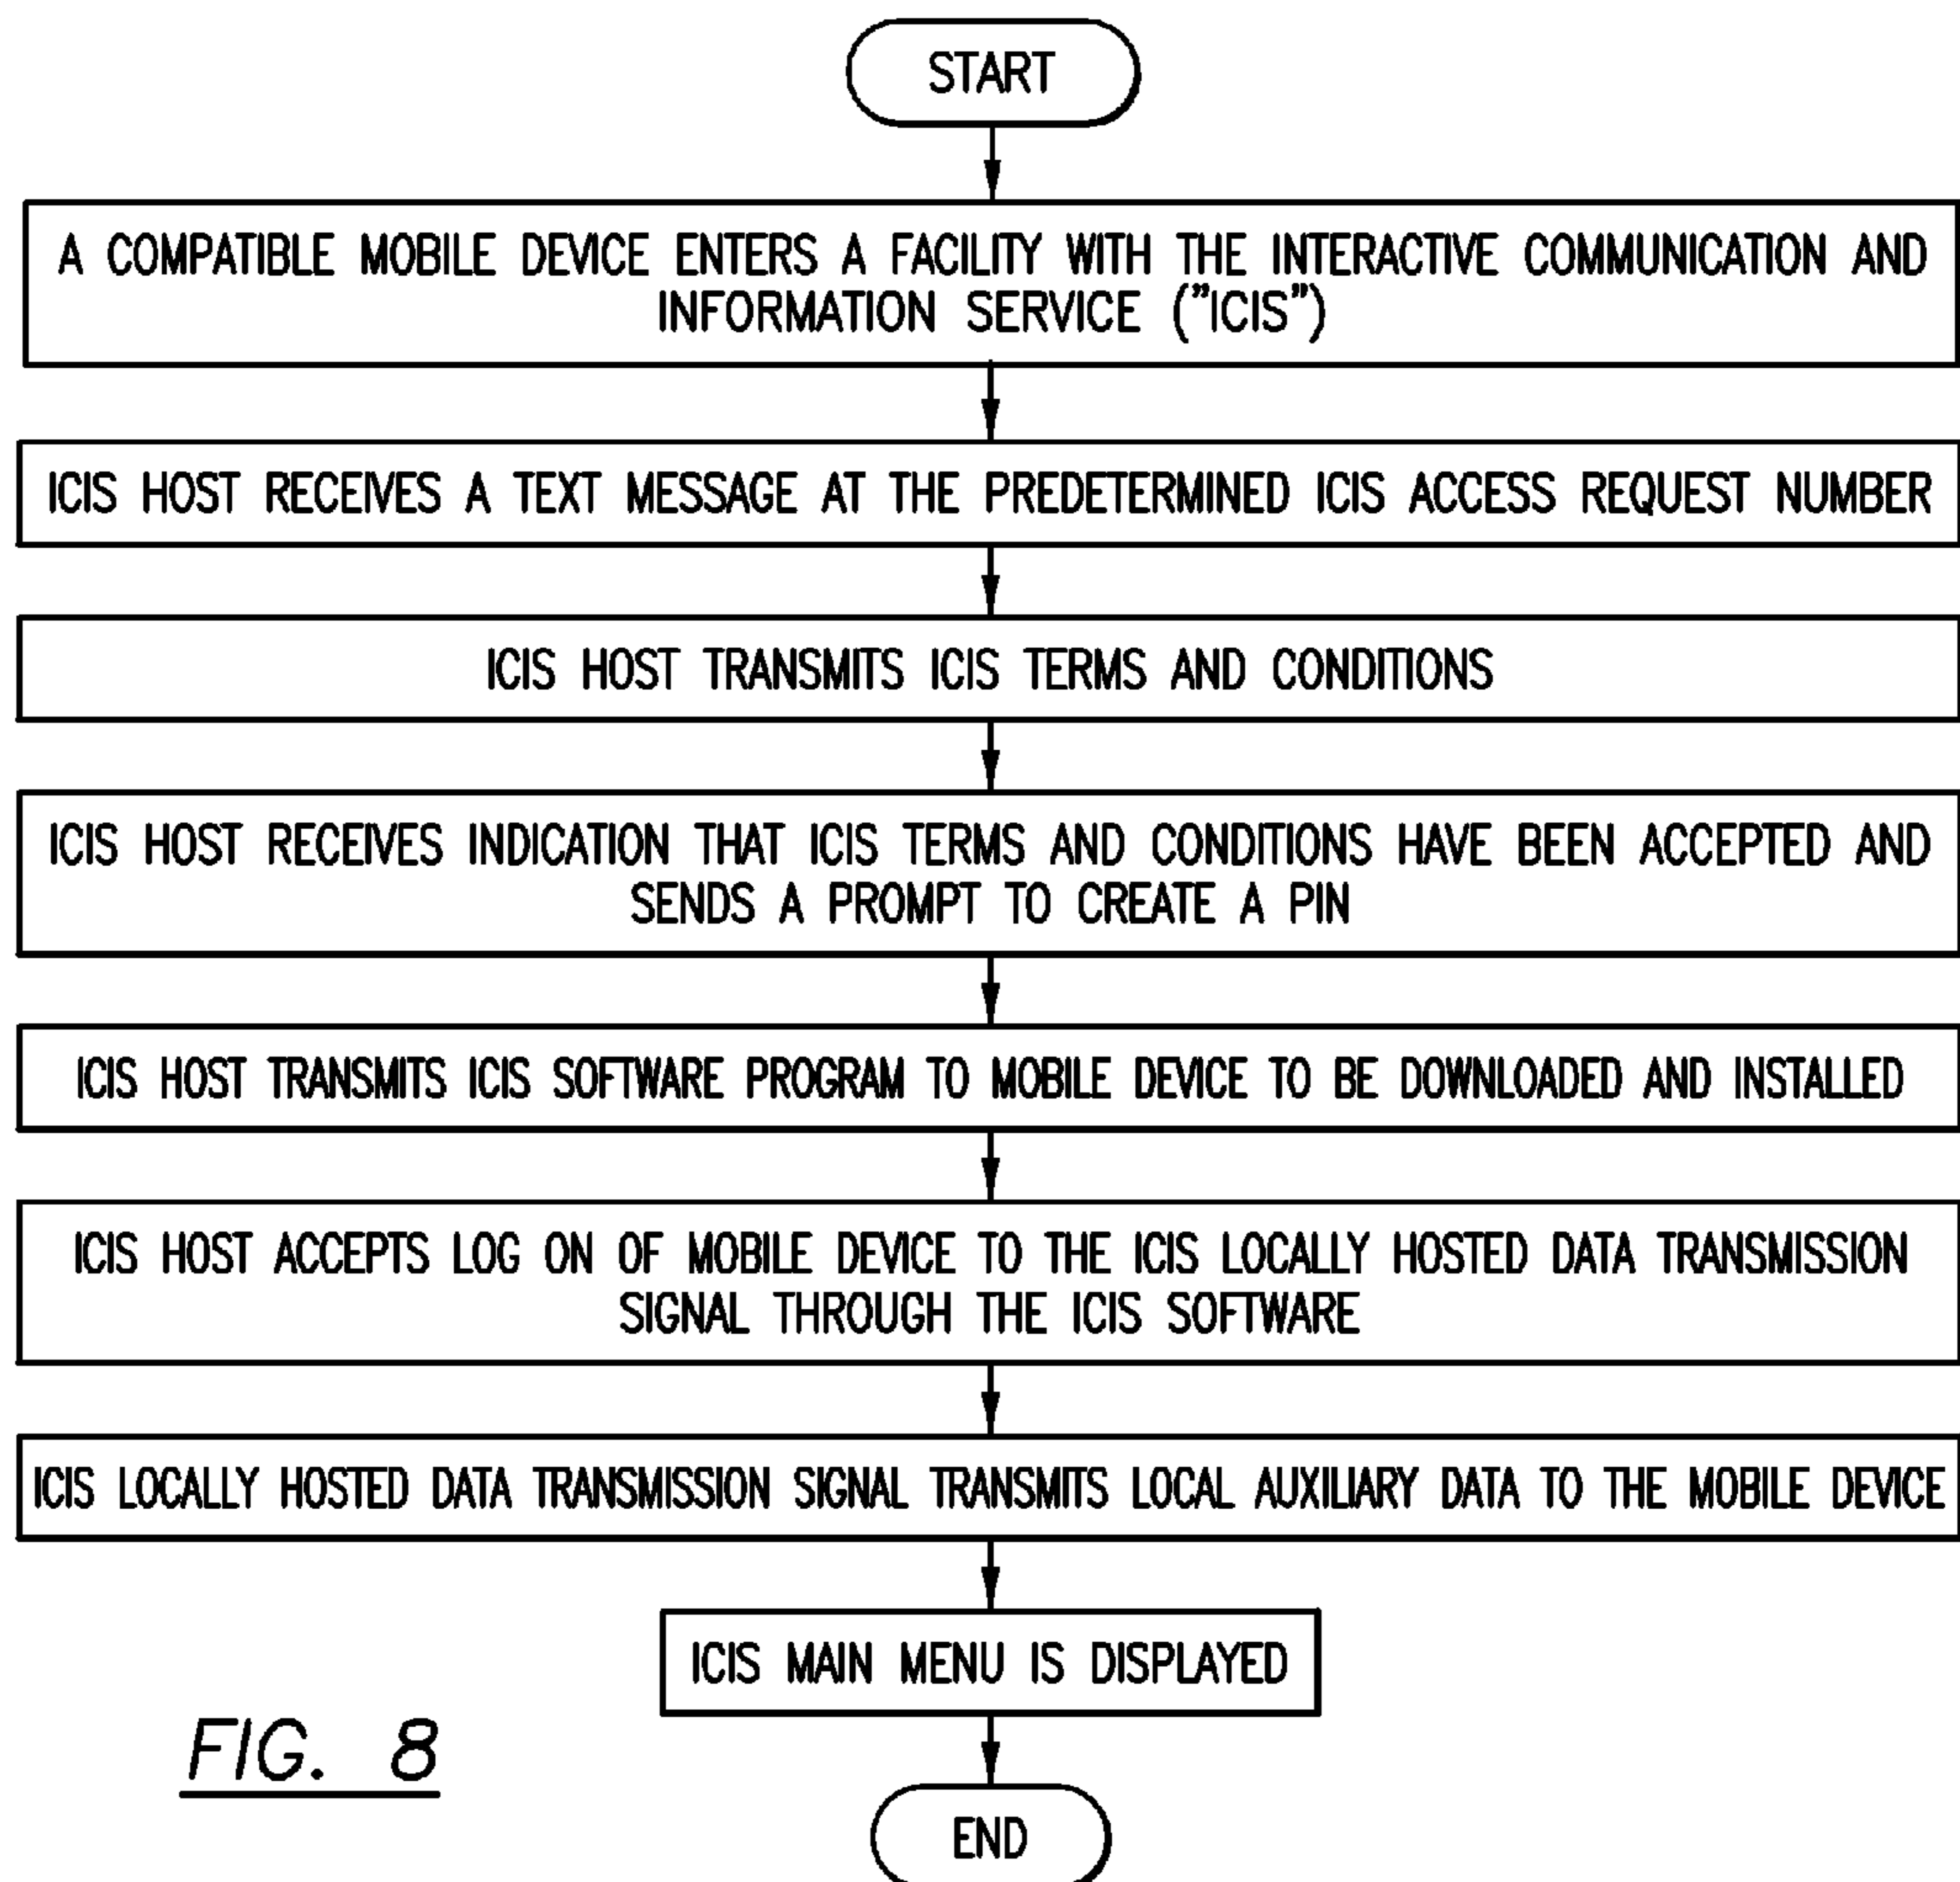 START
A COMPATIBLE MOBILE DEVICE ENTERS A FACILITY WITH THE INTERACTIVE COMMUNICATION AND
INFORMATION SERVICE ("ICIS")
ICIS HOST RECEIVES A TEXT MESSAGE AT THE PREDETERMINED ICIS ACCESS REQUEST NUMBER
ICIS HOST TRANSMITS ICIS TERMS AND CONDITIONS
ICIS HOST RECEIVES INDICATION THAT ICIS TERMS AND CONDITIONS HAVE BEEN ACCEPTED AND
SENDS A PROMPT TO CREATE A PIN
ICIS HOST TRANSMITS ICIS SOFTWARE PROGRAM TO MOBILE DEVICE TO BE DOWNLOADED AND INSTALLED
ICIS HOST ACCEPTS LOG ON OF MOBILE DEVICE TO THE ICIS LOCALLY HOSTED DATA TRANSMISSION
SIGNAL THROUGH THE ICIS SOFTWARE
ICIS LOCALLY HOSTED DATA TRANSMISSION SIGNAL TRANSMITS LOCAL AUXILIARY DATA TO THE MOBILE DEVICE
ICIS MAIN MENU IS DISPLAYED
FIG. 8
END